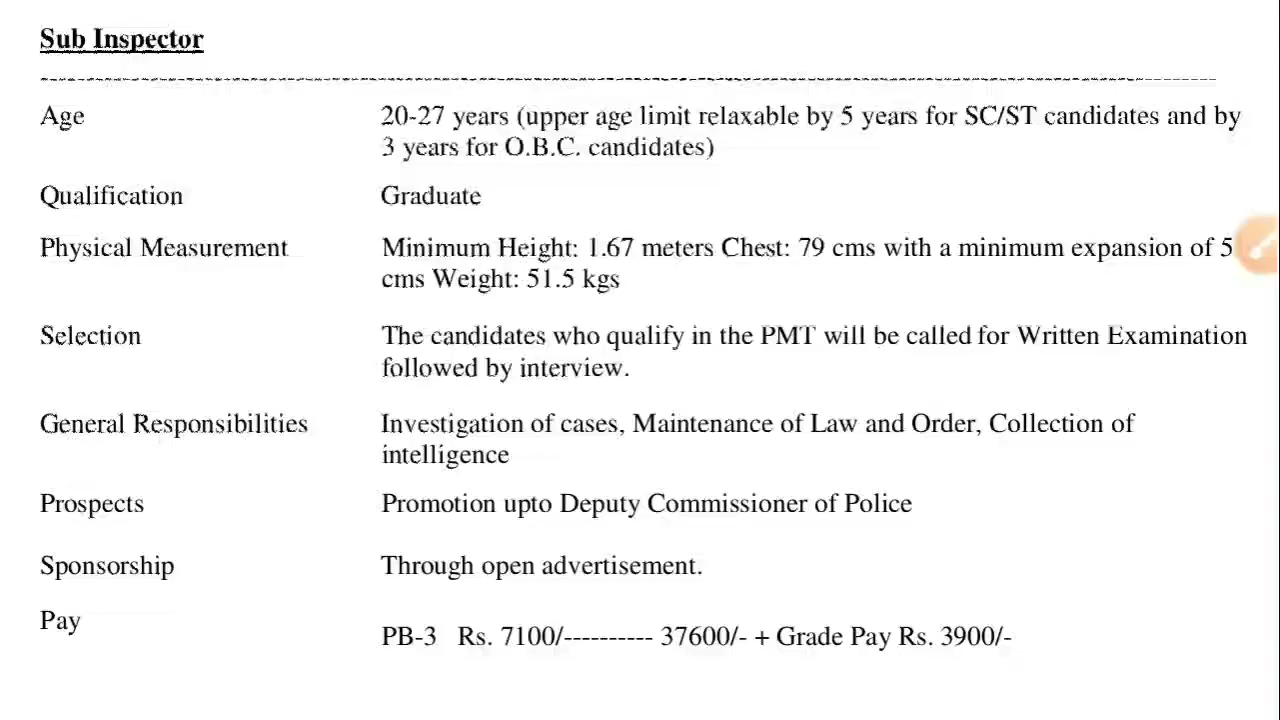 Sub Inspector
Age 20-27 years (upper age limit relaxable by 5 years for SC/ST candidates and by
3 years for O.B.C. candidates)
Qualification Graduate
Physical Measurement Minimum Height: 1.67 meters Chest: 79 cms with a minimum expansion of 5
cms Weight: 51.5 kgs
Selection The candidates who qualify in the PMT will be called for Written Examination
followed by interview.
General Responsibilities Investigation of cases, Maintenance of Law and Order, Collection of
intelligence
Prospects Promotion upto Deputy Commissioner of Police
Sponsorship Through open advertisement.
Pay
PB-3 Rs. 7100/---------- 37600/- + Grade Pay Rs. 3900/-